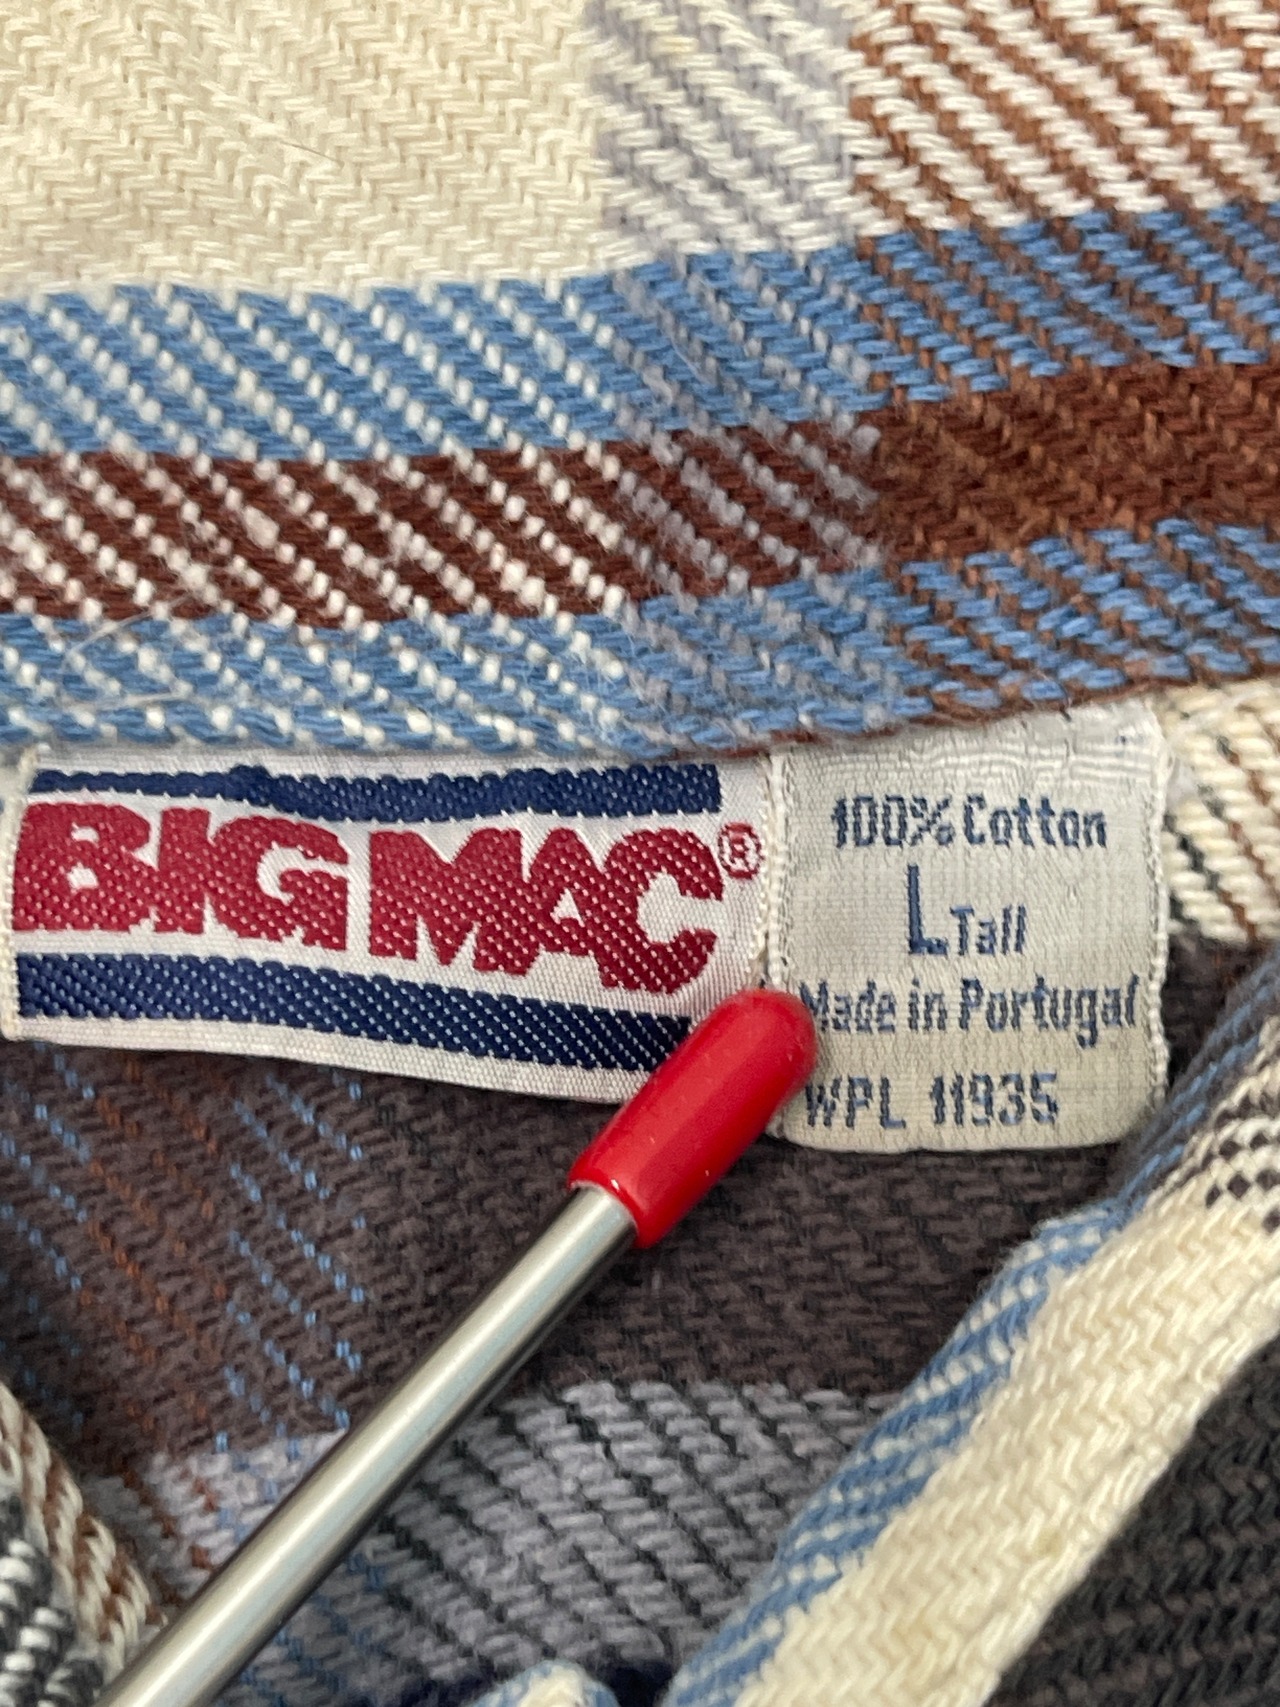 BIG MAC®
100% Cotton
L Tall
Made in Portugal
WPL 11935